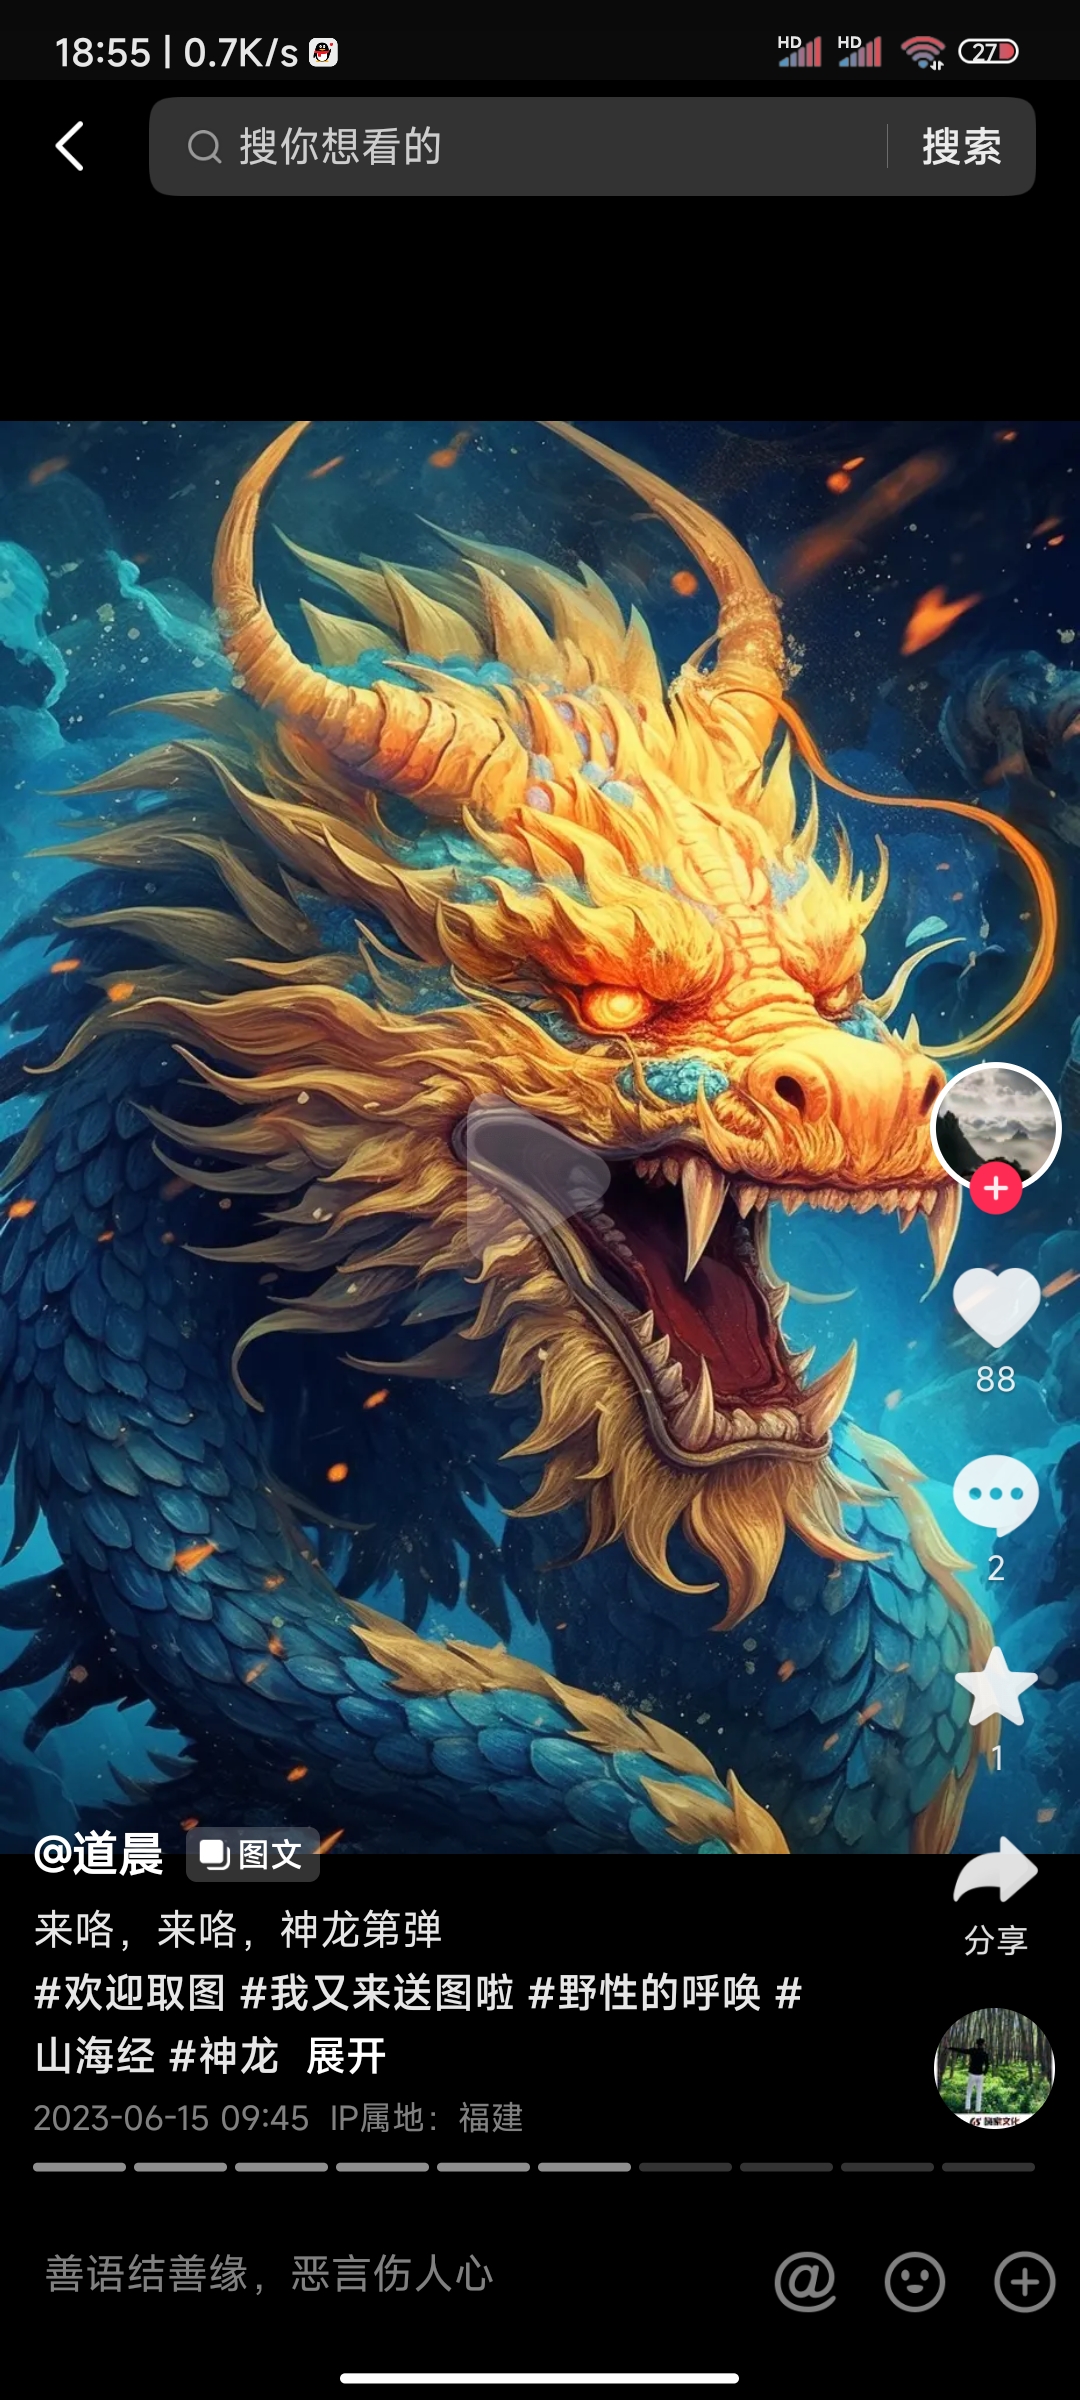 18:55 | 0.7K/s
HD HD 27
搜你想看的 搜索
88
2
1
@道晨 图文
分享
来咯，来咯，神龙第弹
#欢迎取图 #我又来送图啦 #野性的呼唤 #
山海经 #神龙 展开
2023-06-15 09:45 IP属地：福建
善语结善缘，恶言伤人心